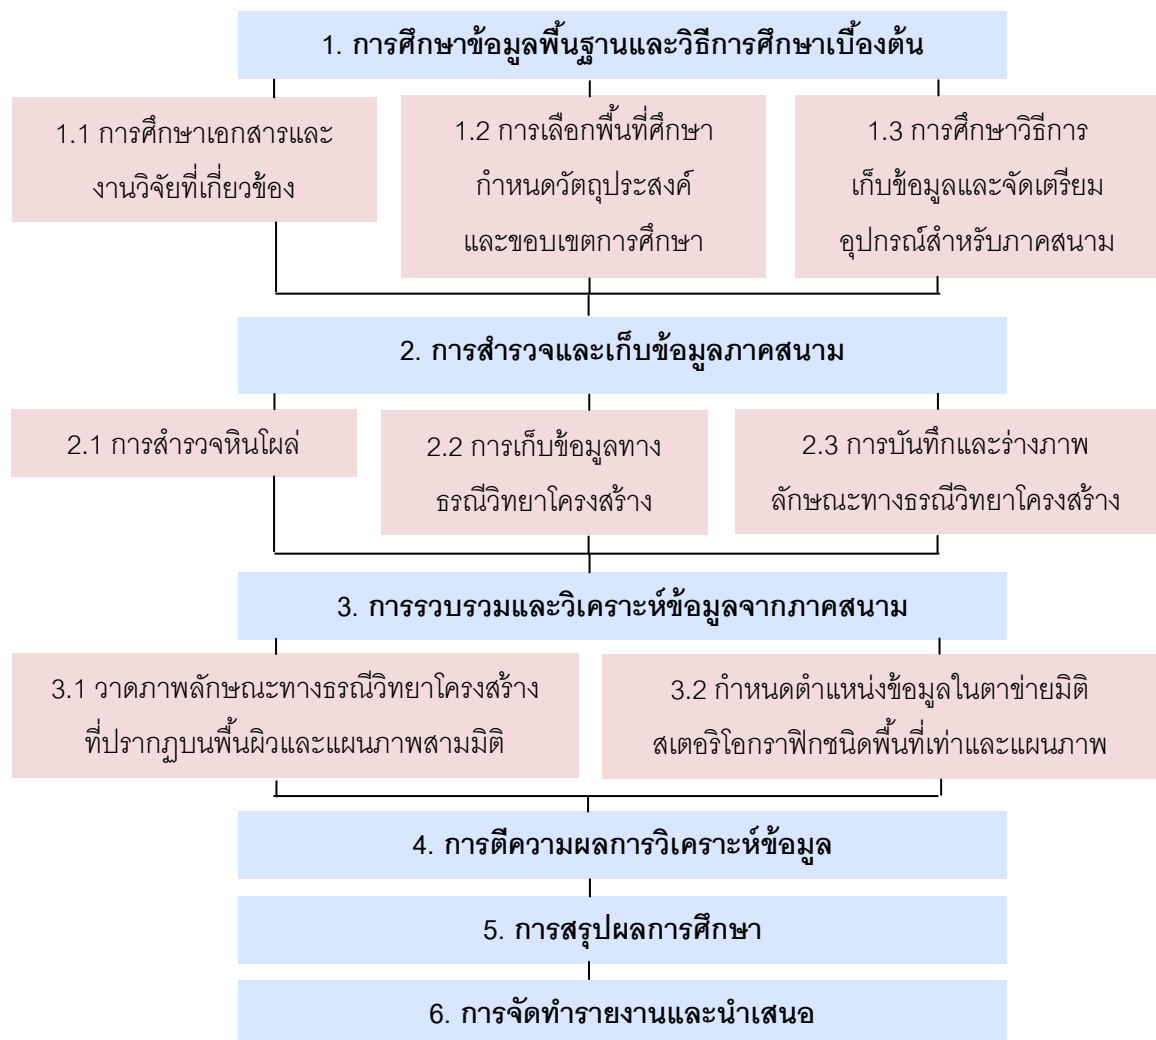 1. การศึกษาข้อมูลพื้นฐานและวิธีการศึกษาเบื้องต้น
1.1 การศึกษาเอกสารและ
งานวิจัยที่เกี่ยวข้อง
1.2 การเลือกพื้นที่ศึกษา
กำหนดวัตถุประสงค์
และขอบเขตการศึกษา
1.3 การศึกษาวิธีการ
เก็บข้อมูลและจัดเตรียม
อุปกรณ์สำหรับภาคสนาม
2. การสำรวจและเก็บข้อมูลภาคสนาม
2.1 การสำรวจหินโผล่
2.2 การเก็บข้อมูลทาง
ธรณีวิทยาโครงสร้าง
2.3 การบันทึกและร่างภาพ
ลักษณะทางธรณีวิทยาโครงสร้าง
3. การรวบรวมและวิเคราะห์ข้อมูลจากภาคสนาม
3.1 วาดภาพลักษณะทางธรณีวิทยาโครงสร้าง
ที่ปรากฏบนพื้นผิวและแผนภาพสามมิติ
3.2 กำหนดตำแหน่งข้อมูลในตาข่ายมิติ
สเตอริโอกราฟิกชนิดพื้นที่เท่าและแผนภาพ
4. การตีความผลการวิเคราะห์ข้อมูล
5. การสรุปผลการศึกษา
6. การจัดทำรายงานและนำเสนอ